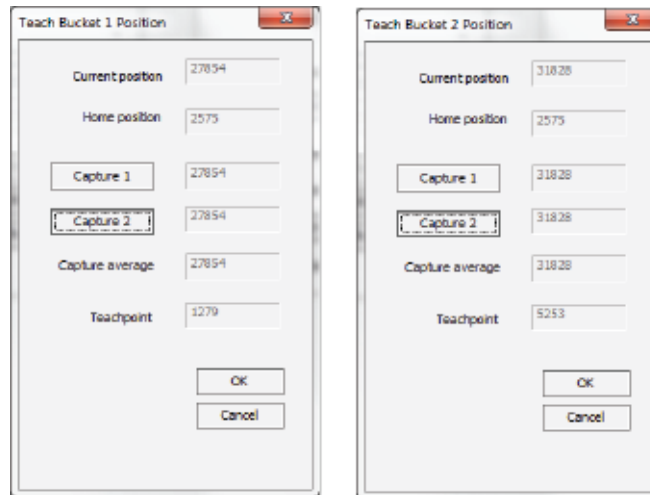 Teach Bucket 1 Position
Current position 27854
Home position 2575
Capture 1 27854
Capture 2 27854
Capture average 27854
Teachpoint 1279
OK
Cancel
Teach Bucket 2 Position
Current position 31828
Home position 2575
Capture 1 31828
Capture 2 31828
Capture average 31828
Teachpoint 5253
OK
Cancel